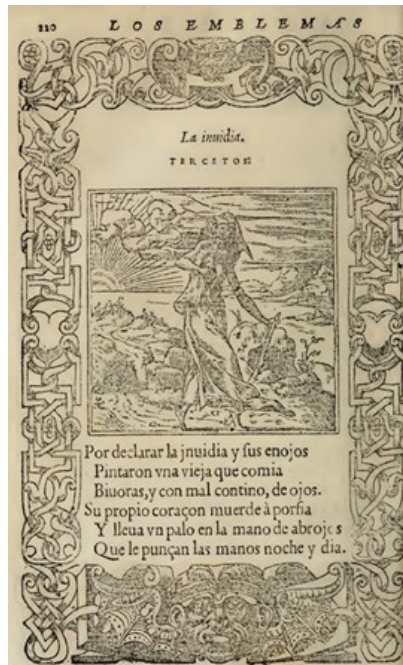 220 LOS EMBLEMAS
La inuidia.
TERCETOS
Por declarar la jnuidia y sus enojos
Pintaron vna vieja que comia
Biuoras, y con mal contino, de ojos.
Su propio coraçon muerde à porfia
Y lleua vn palo en la mano de abrojos
Que le punçan las manos noche y dia.